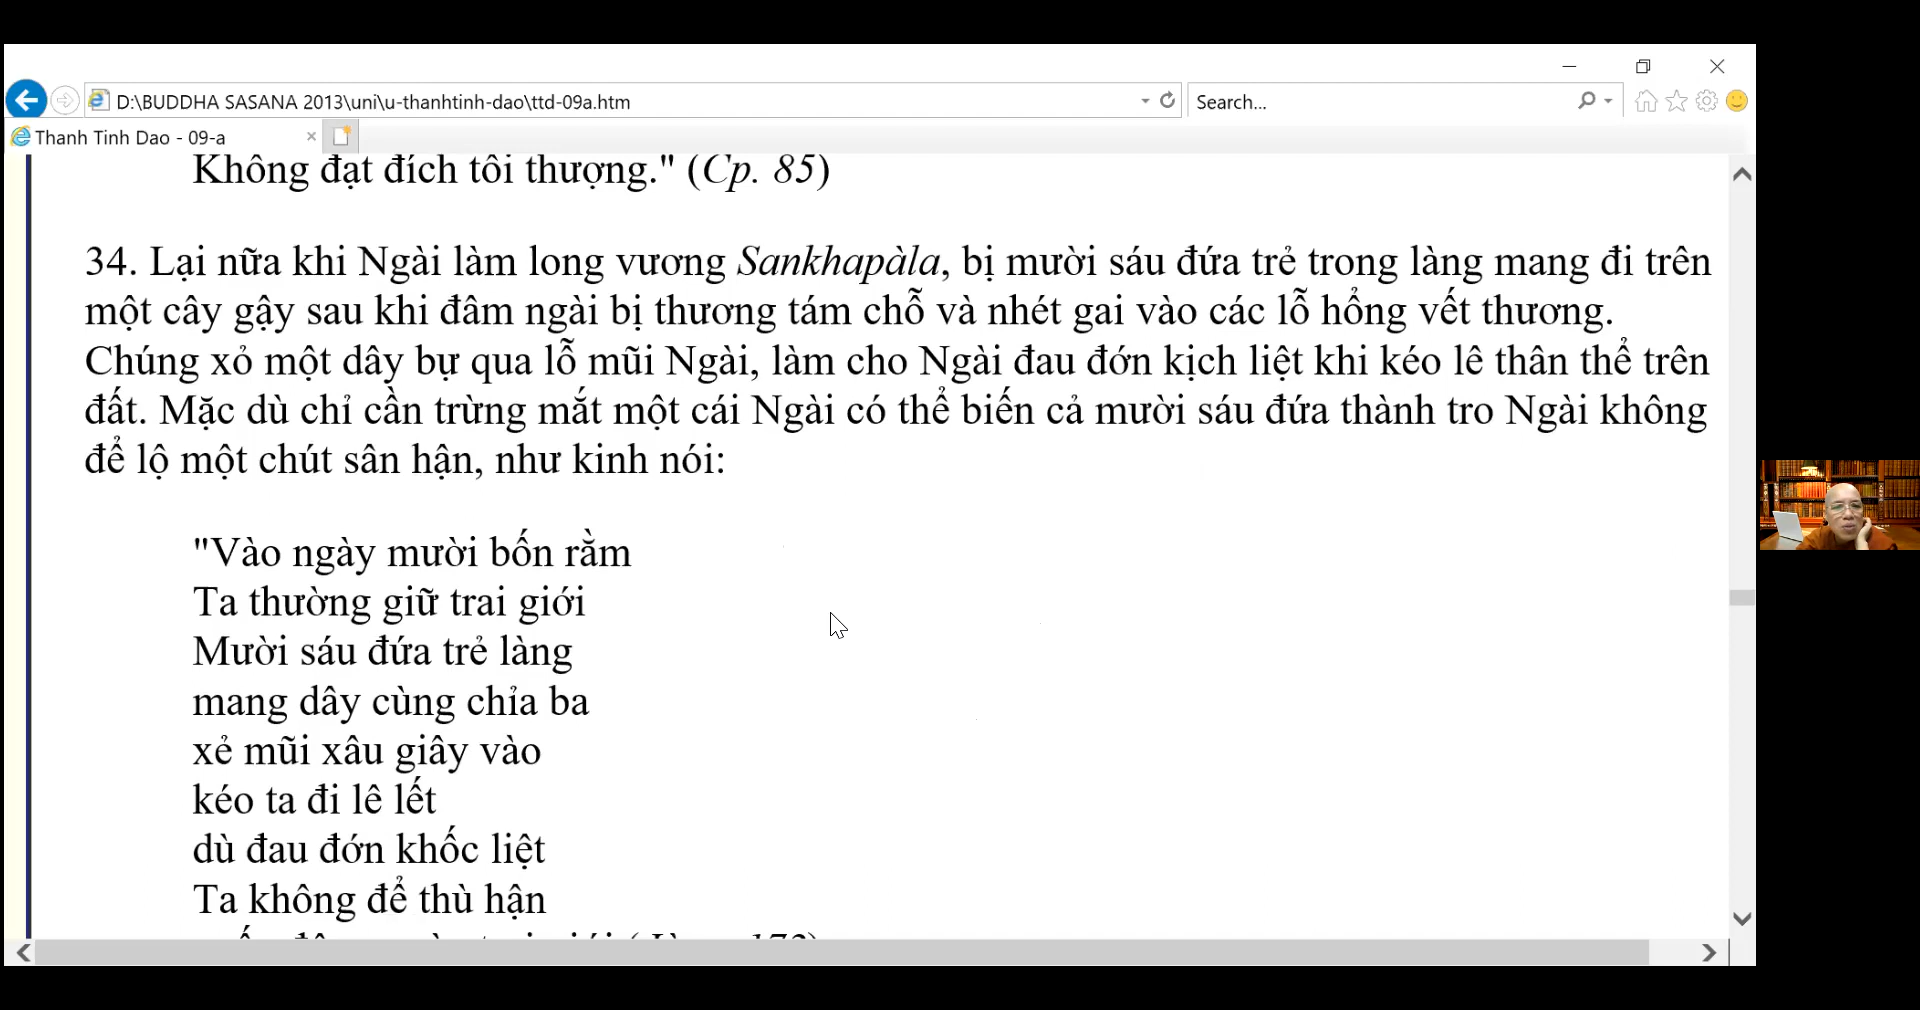 D:\BUDDHA SASANA 2013\uni\u-thanhtinh-dao\ttd-09a.htm
Search...
Thanh Tinh Dao - 09-a
Không đạt đích tối thượng." (Cp. 85)
34. Lại nữa khi Ngài làm long vương Sankhapàla, bị mười sáu đứa trẻ trong làng mang đi trên
một cây gậy sau khi đâm ngài bị thương tám chỗ và nhét gai vào các lỗ hổng vết thương.
Chúng xỏ một dây bự qua lỗ mũi Ngài, làm cho Ngài đau đớn kịch liệt khi kéo lê thân thể trên
đất. Mặc dù chỉ cần trừng mắt một cái Ngài có thể biến cả mười sáu đứa thành tro Ngài không
để lộ một chút sân hận, như kinh nói:
"Vào ngày mười bốn rằm
Ta thường giữ trai giới
Mười sáu đứa trẻ làng
mang dây cùng chỉa ba
xẻ mũi xâu giây vào
kéo ta đi lê lết
dù đau đớn khốc liệt
Ta không để thù hận